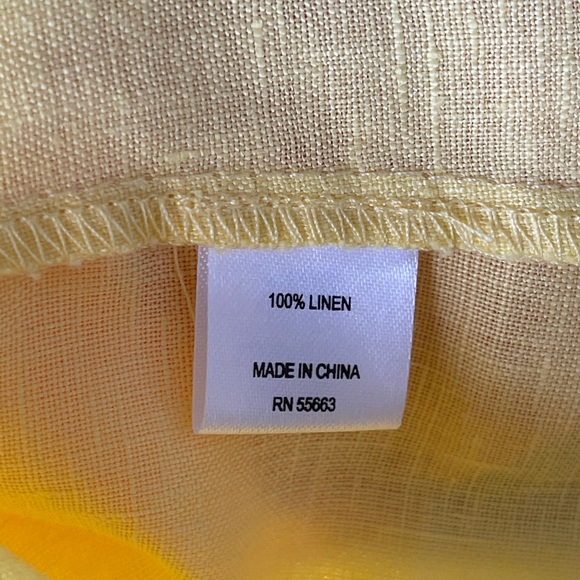 100% LINEN
MADE IN CHINA
RN 55663